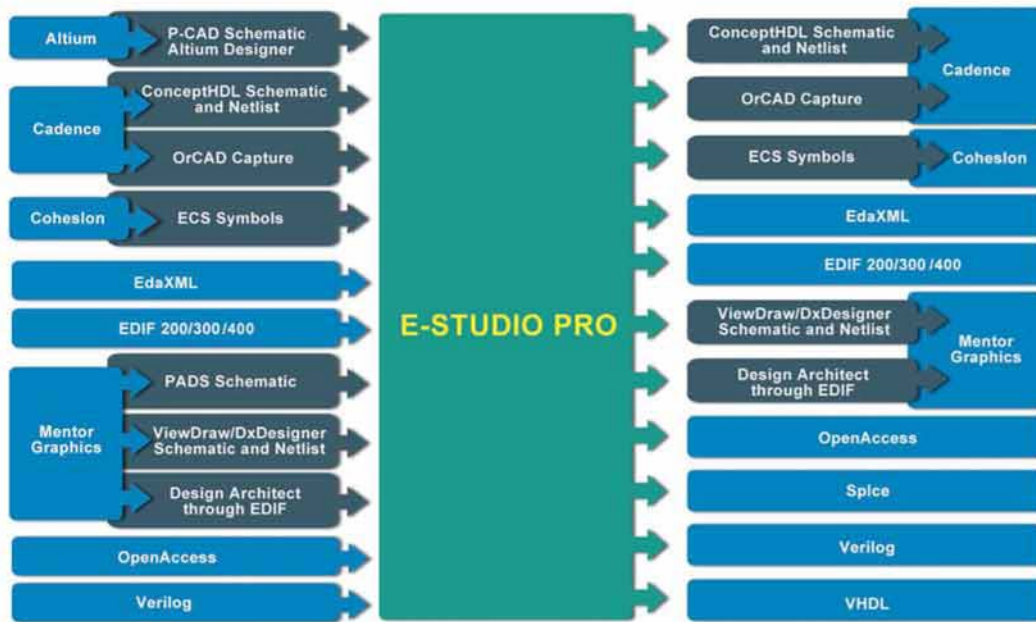 Altium
P-CAD Schematic
Altium Designer
Cadence
ConceptHDL Schematic
and Netlist
OrCAD Capture
CohesIon
ECS Symbols
EdaXML
EDIF 200/300/400
Mentor
Graphics
PADS Schematic
ViewDraw/DxDesigner
Schematic and Netlist
Design Architect
through EDIF
OpenAccess
Verilog
E-STUDIO PRO
ConceptHDL Schematic
and Netlist
OrCAD Capture
Cadence
ECS Symbols
CohesIon
EdaXML
EDIF 200/300 /400
ViewDraw/DxDesigner
Schematic and Netlist
Design Architect
through EDIF
Mentor
Graphics
OpenAccess
SpIce
Verilog
VHDL